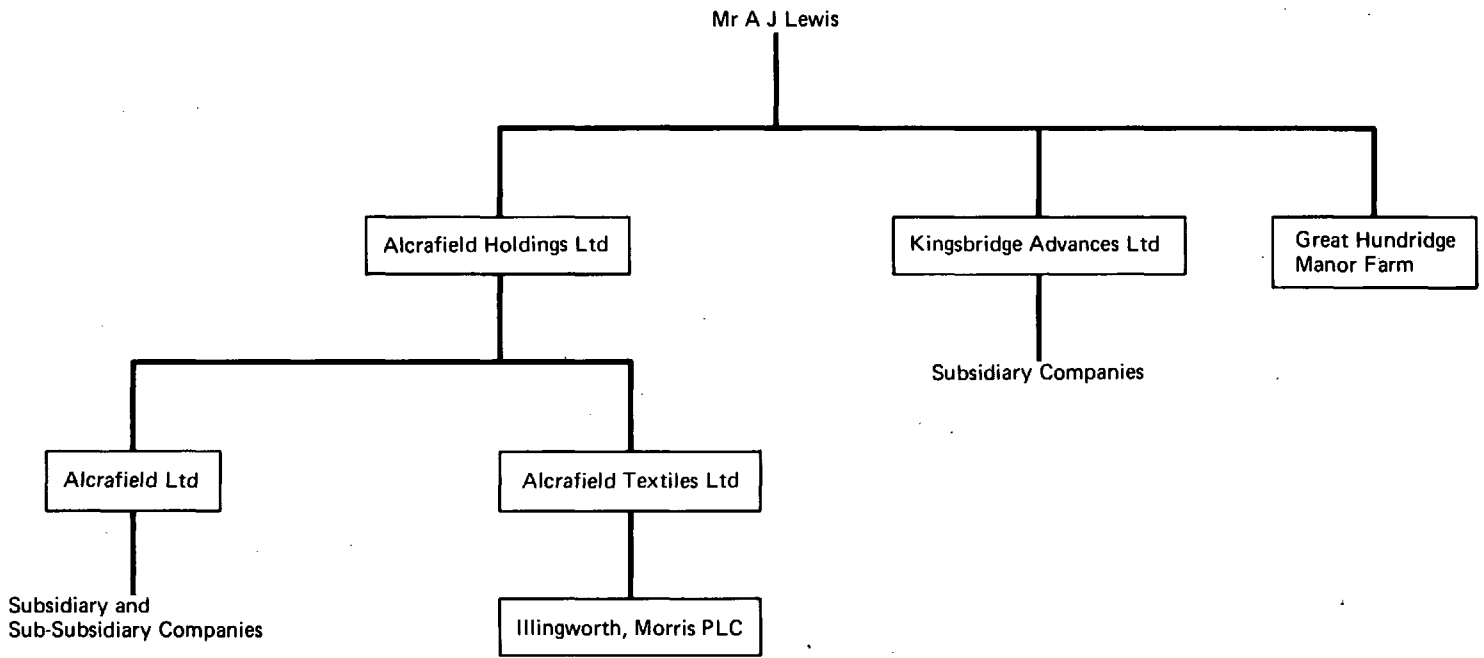 Mr A J Lewis
Alcrafield Holdings Ltd
Kingsbridge Advances Ltd
Great Hundridge
Manor Farm
Subsidiary Companies
Alcrafield Ltd
Alcrafield Textiles Ltd
Subsidiary and
Sub-Subsidiary Companies
Illingworth, Morris PLC